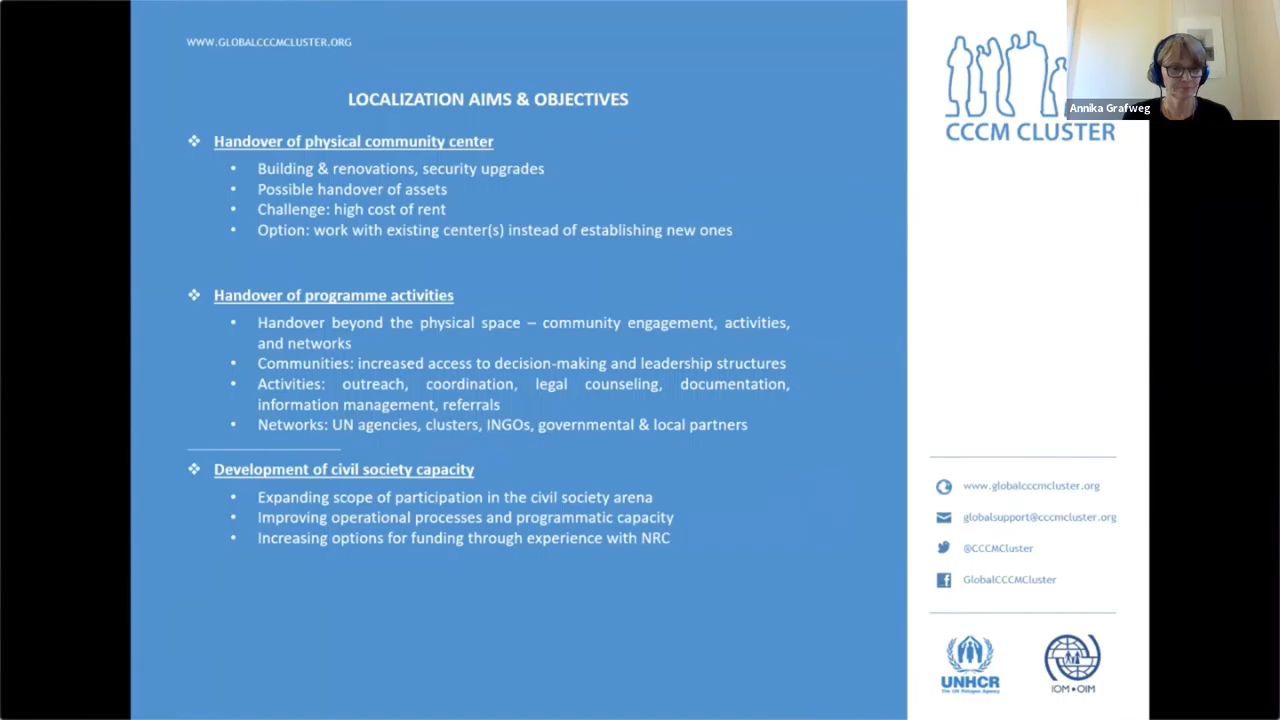 WWW.GLOBALCCCMCLUSTER.ORG
LOCALIZATION AIMS & OBJECTIVES
❖ Handover of physical community center
• Building & renovations, security upgrades
• Possible handover of assets
• Challenge: high cost of rent
• Option: work with existing center(s) instead of establishing new ones
❖ Handover of programme activities
• Handover beyond the physical space – community engagement, activities,
and networks
• Communities: increased access to decision-making and leadership structures
• Activities: outreach, coordination, legal counseling, documentation,
information management, referrals
• Networks: UN agencies, clusters, INGOs, governmental & local partners
❖ Development of civil society capacity
• Expanding scope of participation in the civil society arena
• Improving operational processes and programmatic capacity
• Increasing options for funding through experience with NRC
Annika Grafweg
CCCM CLUSTER
www.globalcccmcluster.org
globalsupport@cccmcluster.org
@CCCMCluster
GlobalCCCMCluster
UNHCR
The UN Refugee Agency
IOM•OIM